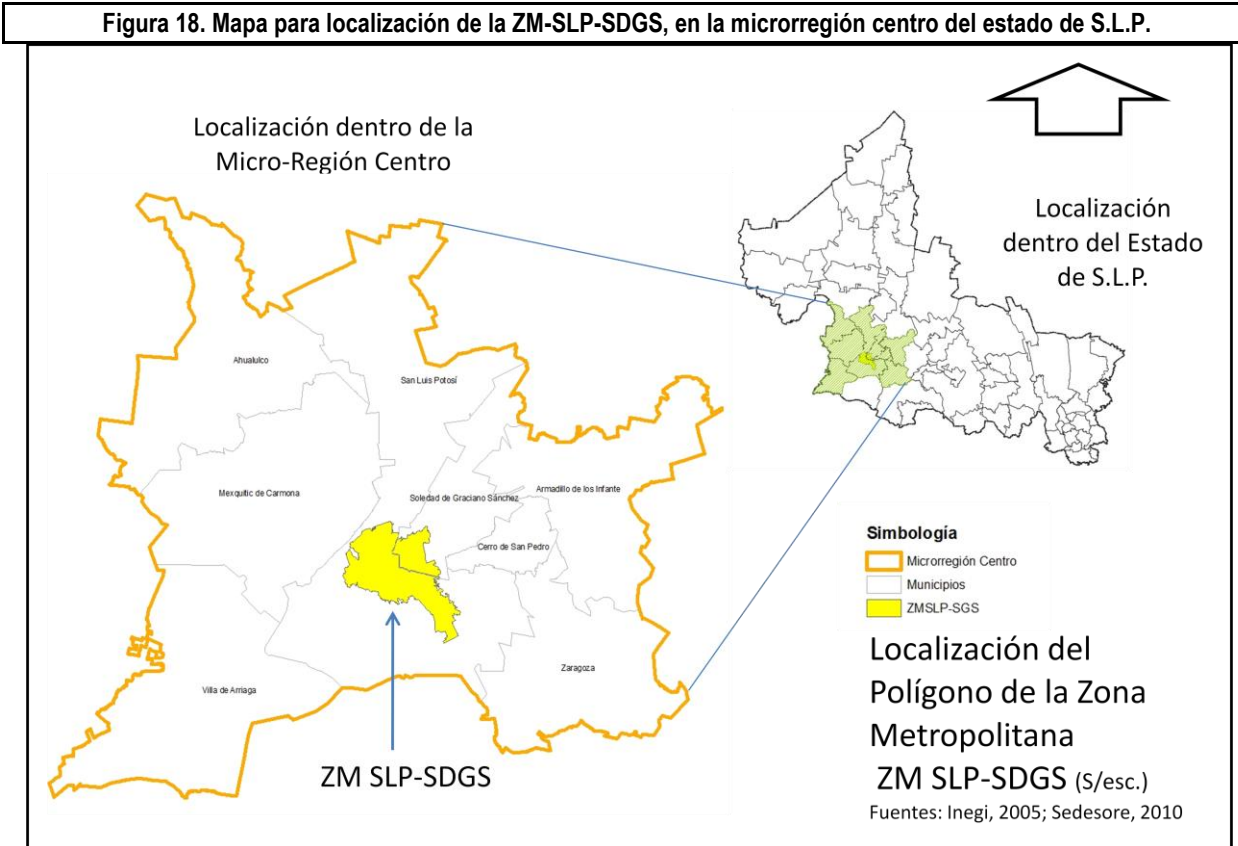 Figura 18. Mapa para localización de la ZM-SLP-SDGS, en la microrregión centro del estado de S.L.P.
Localización dentro de la
Micro-Región Centro
Localización
dentro del Estado
de S.L.P.
Ahualulco
San Luis Potosí
Mexquitic de Carmona
Soledad de Graciano Sánchez
Armadillo de los Infante
Cerro de San Pedro
Villa de Arriaga
Zaragoza
ZM SLP-SDGS
Simbología
Microrregión Centro
Municipios
ZMSLP-SGS
Localización del
Polígono de la Zona
Metropolitana
ZM SLP-SDGS (S/esc.)
Fuentes: Inegi, 2005; Sedesore, 2010